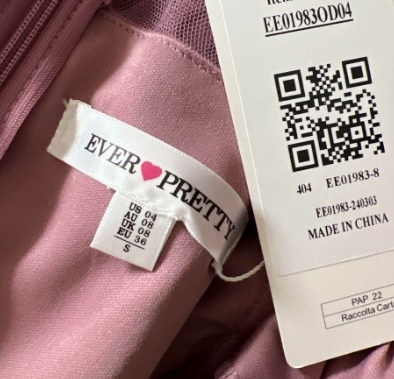 EVER PRETTY
US 04
AU 08
UK 08
EU 36
S
EE01983OD04
404 EE01983-8
EE01983-240303
MADE IN CHINA
PAP 22
Raccolta Cart